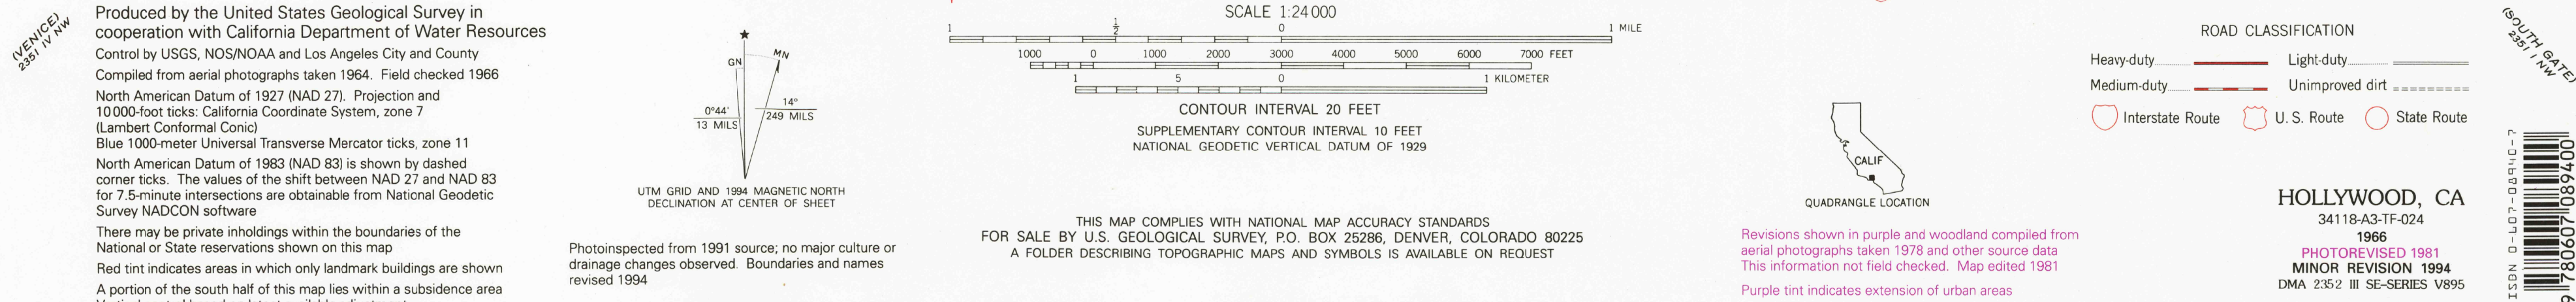 (VENICE)
2351 IV NW
Produced by the United States Geological Survey in
cooperation with California Department of Water Resources
Control by USGS, NOS/NOAA and Los Angeles City and County
Compiled from aerial photographs taken 1964. Field checked 1966
North American Datum of 1927 (NAD 27). Projection and
10 000-foot ticks: California Coordinate System, zone 7
(Lambert Conformal Conic)
Blue 1000-meter Universal Transverse Mercator ticks, zone 11
North American Datum of 1983 (NAD 83) is shown by dashed
corner ticks. The values of the shift between NAD 27 and NAD 83
for 7.5-minute intersections are obtainable from National Geodetic
Survey NADCON software
There may be private inholdings within the boundaries of the
National or State reservations shown on this map
Red tint indicates areas in which only landmark buildings are shown
A portion of the south half of this map lies within a subsidence area
GN
MN
0°44'
13 MILS
14°
249 MILS
UTM GRID AND 1994 MAGNETIC NORTH
DECLINATION AT CENTER OF SHEET
Photoinspected from 1991 source; no major culture or
drainage changes observed. Boundaries and names
revised 1994
SCALE 1:24 000
1 ½ 0 1 MILE
1000 0 1000 2000 3000 4000 5000 6000 7000 FEET
1 5 0 1 KILOMETER
CONTOUR INTERVAL 20 FEET
SUPPLEMENTARY CONTOUR INTERVAL 10 FEET
NATIONAL GEODETIC VERTICAL DATUM OF 1929
THIS MAP COMPLIES WITH NATIONAL MAP ACCURACY STANDARDS
FOR SALE BY U.S. GEOLOGICAL SURVEY, P.O. BOX 25286, DENVER, COLORADO 80225
A FOLDER DESCRIBING TOPOGRAPHIC MAPS AND SYMBOLS IS AVAILABLE ON REQUEST
CALIF
QUADRANGLE LOCATION
Revisions shown in purple and woodland compiled from
aerial photographs taken 1978 and other source data
This information not field checked. Map edited 1981
Purple tint indicates extension of urban areas
ROAD CLASSIFICATION
Heavy-duty Light-duty
Medium-duty Unimproved dirt
Interstate Route U. S. Route State Route
(SOUTH GATE)
2351 I NW
HOLLYWOOD, CA
34118-A3-TF-024
1966
PHOTOREVISED 1981
MINOR REVISION 1994
DMA 2352 III SE-SERIES V895
9 780607 089400